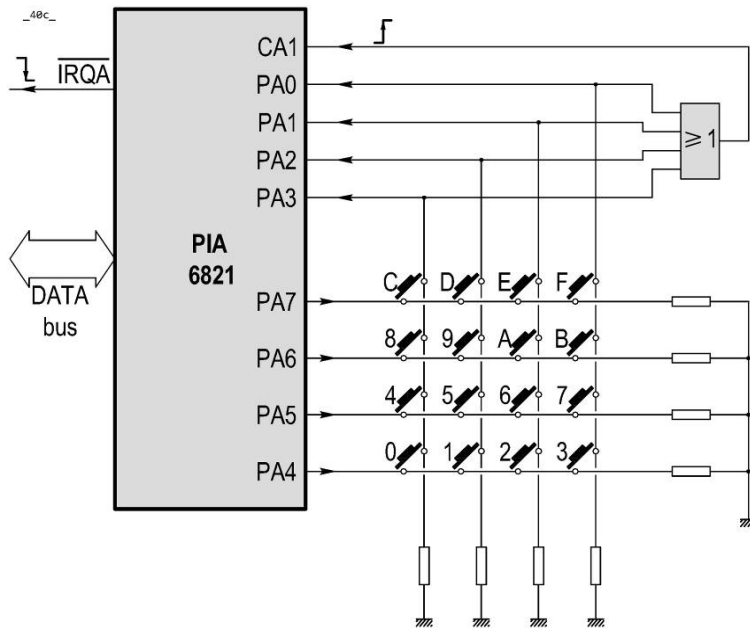 _40c_
IRQA
CA1
PA0
PA1
PA2
PA3
≥ 1
PIA
6821
DATA
bus
PA7
C D E F
PA6
8 9 A B
PA5
4 5 6 7
PA4
0 1 2 3